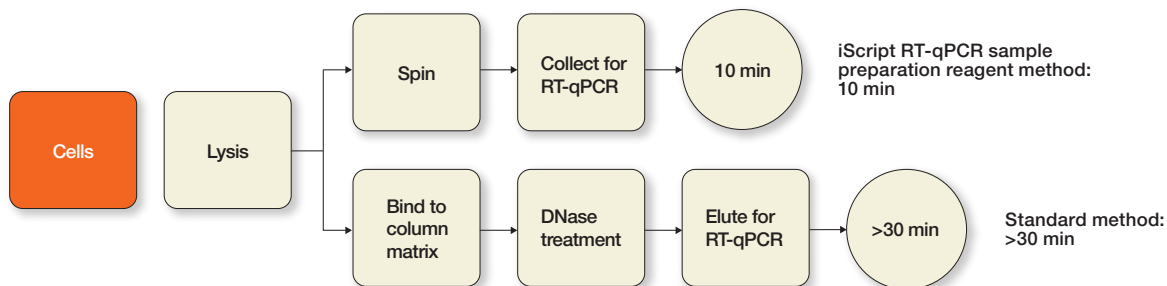 Cells
Lysis
Spin
Collect for
RT-qPCR
10 min
iScript RT-qPCR sample
preparation reagent method:
10 min
Bind to
column
matrix
DNase
treatment
Elute for
RT-qPCR
>30 min
Standard method:
>30 min